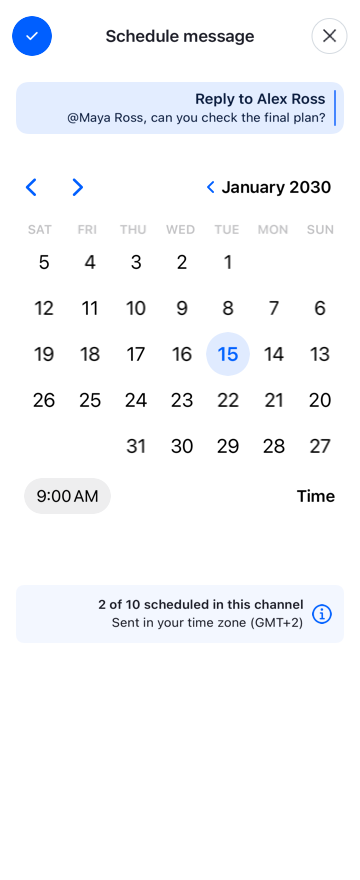 Schedule message
Reply to Alex Ross
@Maya Ross, can you check the final plan?
January 2030
SAT FRI THU WED TUE MON SUN
5 4 3 2 1
12 11 10 9 8 7 6
19 18 17 16 15 14 13
26 25 24 23 22 21 20
31 30 29 28 27
9:00 AM Time
2 of 10 scheduled in this channel
Sent in your time zone (GMT+2)